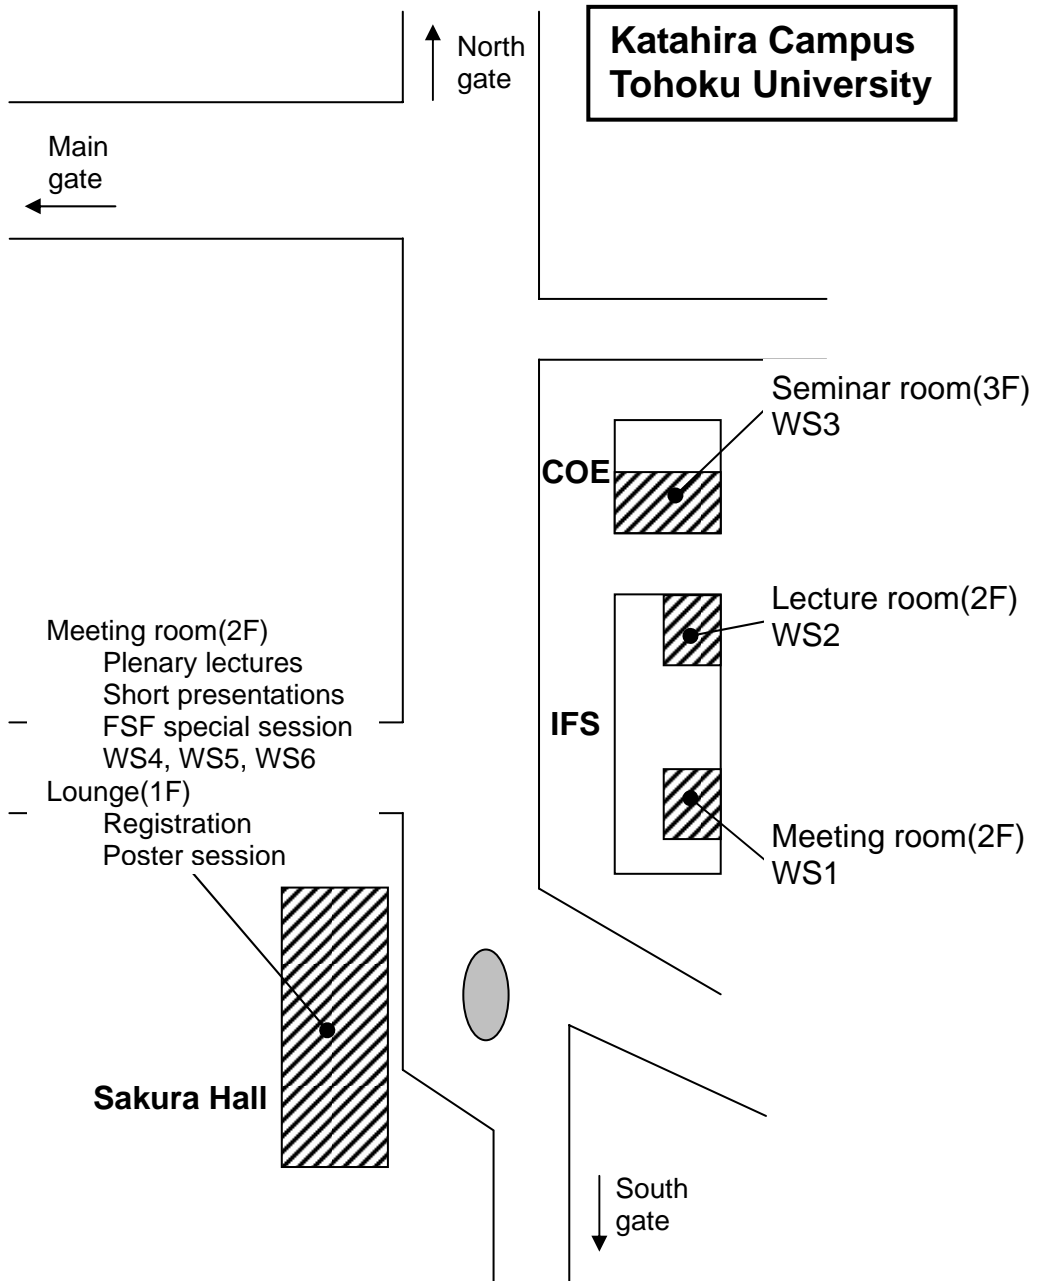 North
gate
Katahira Campus
Tohoku University
Main
gate
Seminar room(3F)
WS3
COE
Lecture room(2F)
WS2
Meeting room(2F)
Plenary lectures
Short presentations
FSF special session
WS4, WS5, WS6
Lounge(1F)
Registration
Poster session
IFS
Meeting room(2F)
WS1
Sakura Hall
South
gate